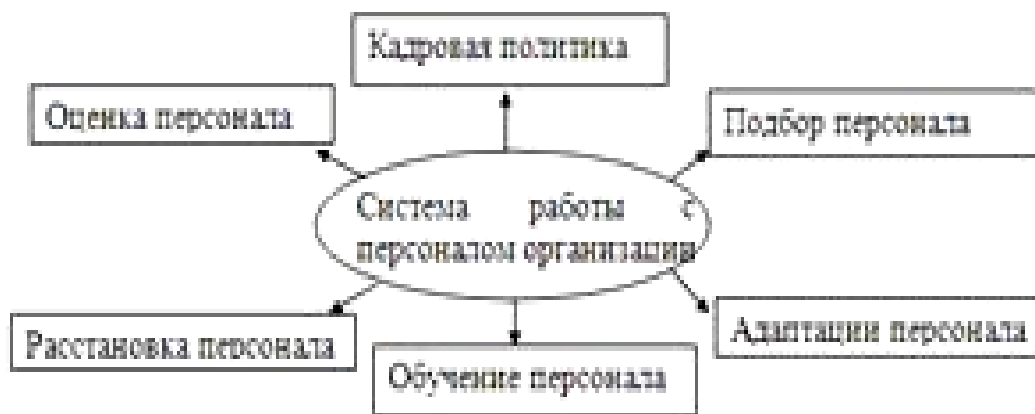 Кадровая политика
Оценка персонала
Подбор персонала
Система работы с
персоналом организации
Расстановка персонала
Адаптации персонала
Обучение персонала